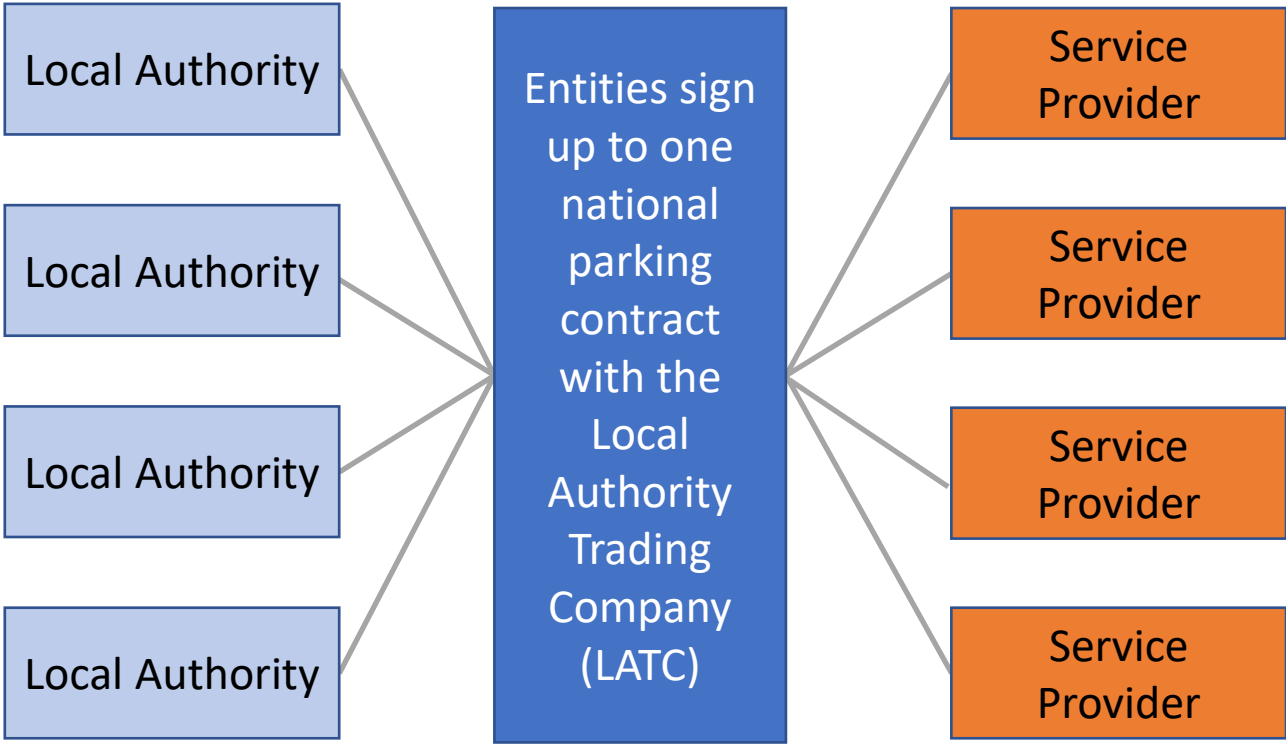 Local Authority
Local Authority
Local Authority
Local Authority
Entities sign
up to one
national
parking
contract
with the
Local
Authority
Trading
Company
(LATC)
Service
Provider
Service
Provider
Service
Provider
Service
Provider